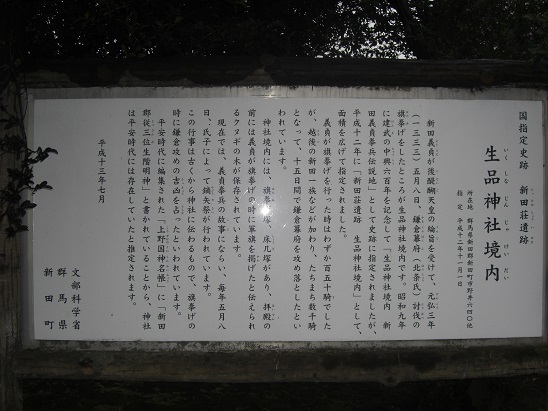 国指定史跡　新田荘遺跡
いくしなじんじゃけいだい
生品神社境内
所在地　群馬県新田郡新田町市野井六四〇他
指　定　平成十二年十一月一日
新田義貞が後醍醐天皇の綸旨を受けて、元弘三年
（一三三三）五月八日、鎌倉幕府（北条氏）討伐の
旗挙げをしたところが生品神社境内です。昭和九年
に建武の中興六百年を記念して「生品神社境内　新
田義貞挙兵伝説地」として史跡に指定されましたが、
平成十二年に「新田荘遺跡　生品神社境内」として、
面積を広げて指定されました。
義貞が旗挙げを行った時はわずか百五十騎でした
が、越後の新田一族などが加わり、たちまち数千騎
となって、十五日間で鎌倉幕府を攻め落としたとい
われています。
神社境内には、旗挙塚、床几塚があり、拝殿の
前には義貞が旗挙げの時に軍旗を掲げたと伝えられ
るクヌギの木が保存されています。
現在では、義貞挙兵の故事にならい、毎年五月八
日、氏子によって鏑矢祭が行われています。
この行事は古くから神社に伝わるもので、旗挙げの
時に鎌倉攻めの吉凶を占ったといわれています。
平安時代に編集された「上野国神名帳」に「新田
郡従三位生階明神」と書かれていることから、神社
は平安時代には存在していたと推定されます。
平成十三年七月
文部科学省
群馬県
新田町